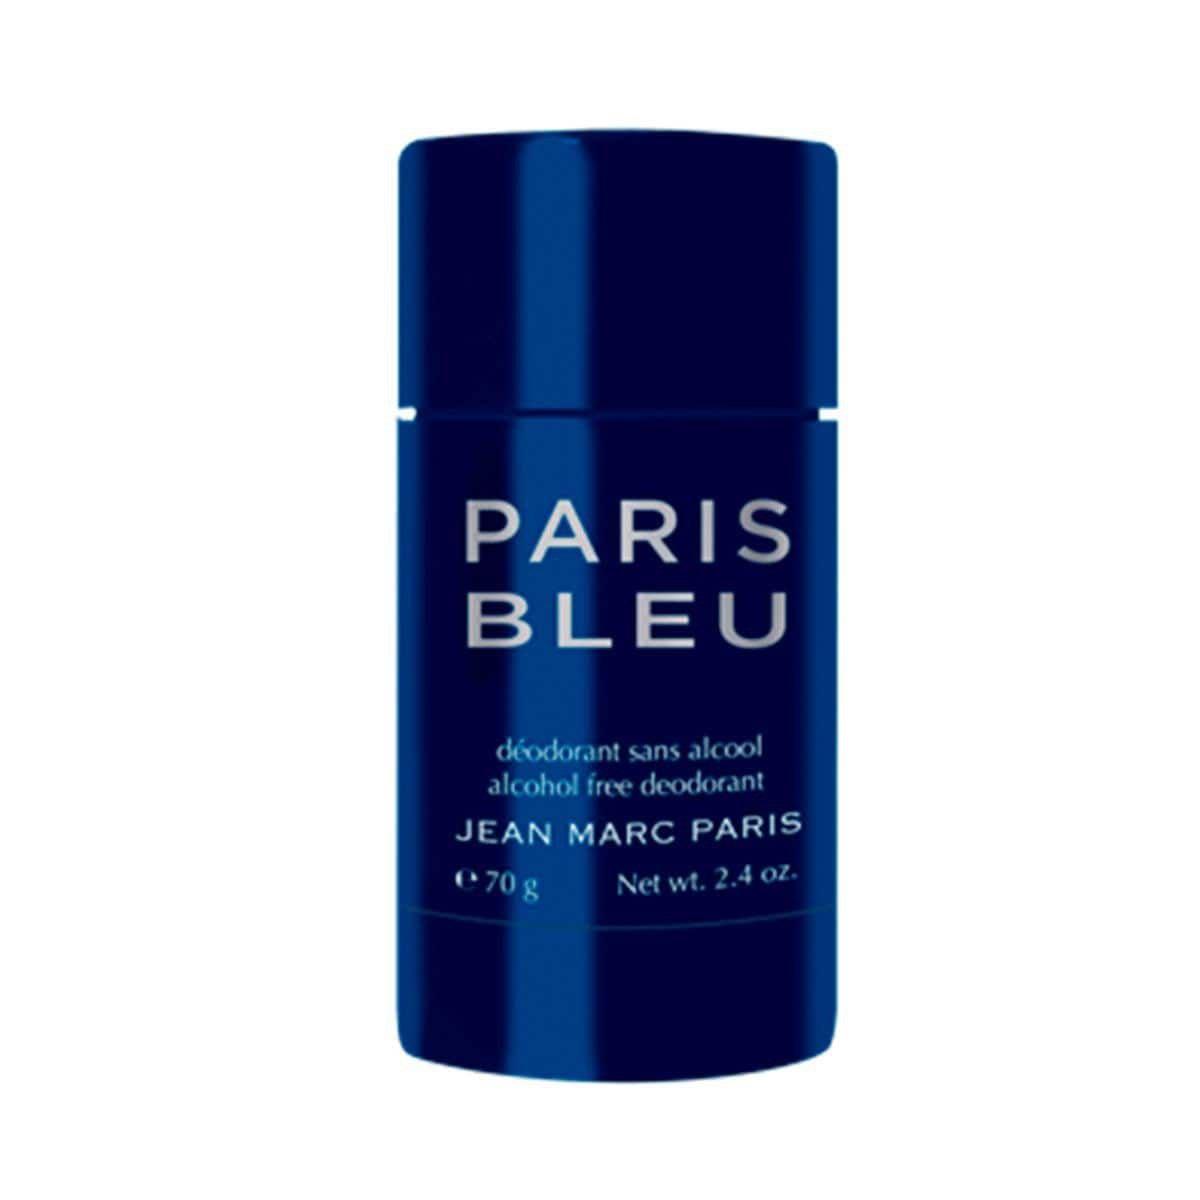 PARIS
BLEU
déodorant sans alcool
alcohol free deodorant
JEAN MARC PARIS
℮ 70 g Net wt. 2.4 oz.